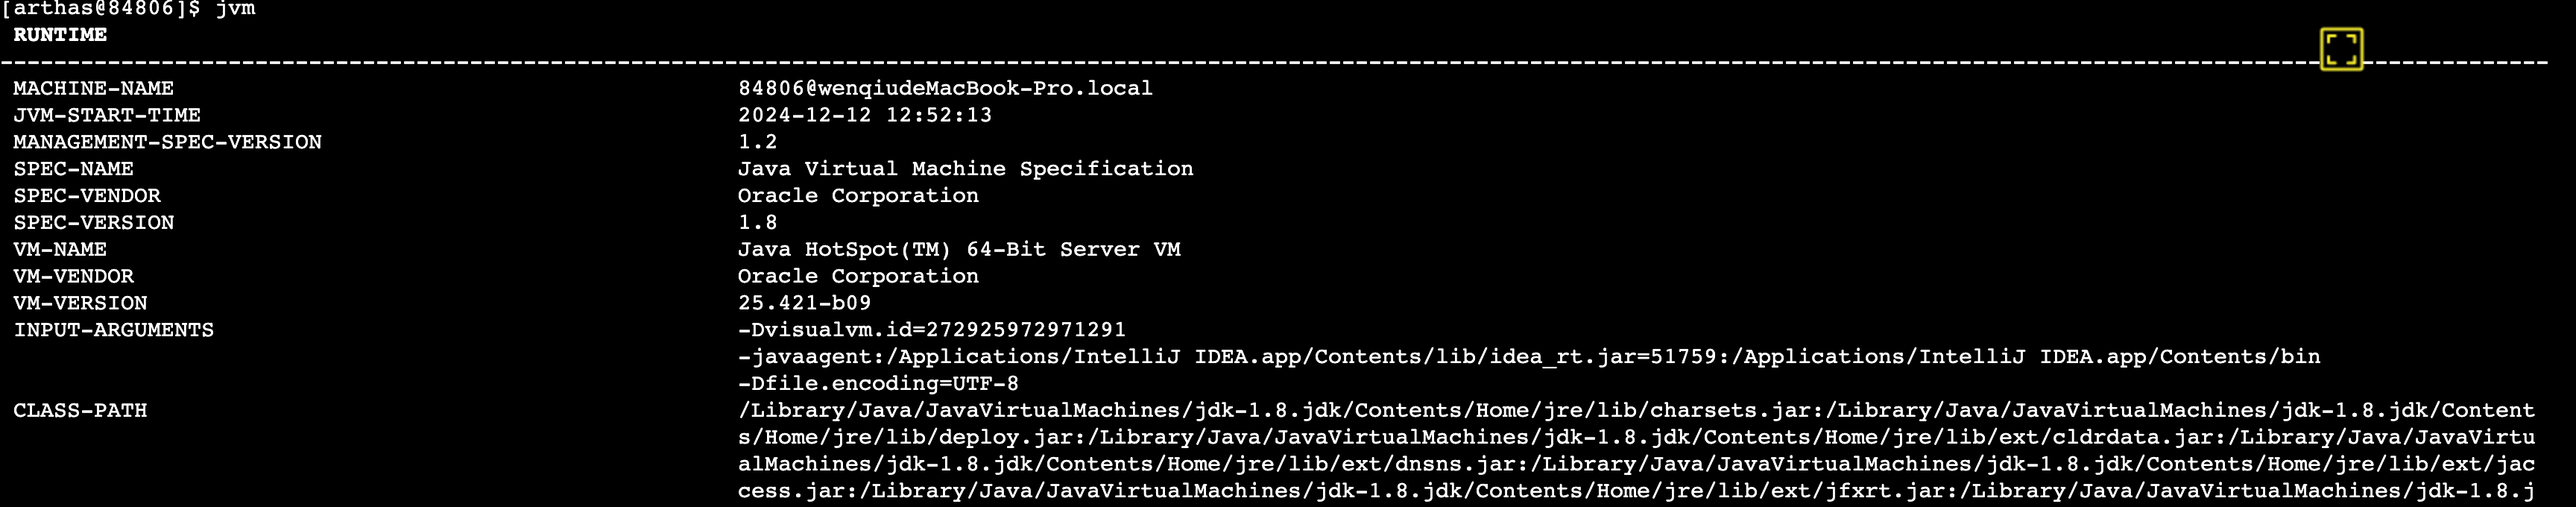 [arthas@84806]$ jvm
RUNTIME
MACHINE-NAME 84806@wenqiudeMacBook-Pro.local
JVM-START-TIME 2024-12-12 12:52:13
MANAGEMENT-SPEC-VERSION 1.2
SPEC-NAME Java Virtual Machine Specification
SPEC-VENDOR Oracle Corporation
SPEC-VERSION 1.8
VM-NAME Java HotSpot(TM) 64-Bit Server VM
VM-VENDOR Oracle Corporation
VM-VERSION 25.421-b09
INPUT-ARGUMENTS -Dvisualvm.id=272925972971291
-javaagent:/Applications/IntelliJ IDEA.app/Contents/lib/idea_rt.jar=51759:/Applications/IntelliJ IDEA.app/Contents/bin
-Dfile.encoding=UTF-8
CLASS-PATH /Library/Java/JavaVirtualMachines/jdk-1.8.jdk/Contents/Home/jre/lib/charsets.jar:/Library/Java/JavaVirtualMachines/jdk-1.8.jdk/Content
s/Home/jre/lib/deploy.jar:/Library/Java/JavaVirtualMachines/jdk-1.8.jdk/Contents/Home/jre/lib/ext/cldrdata.jar:/Library/Java/JavaVirtu
alMachines/jdk-1.8.jdk/Contents/Home/jre/lib/ext/dnsns.jar:/Library/Java/JavaVirtualMachines/jdk-1.8.jdk/Contents/Home/jre/lib/ext/jac
cess.jar:/Library/Java/JavaVirtualMachines/jdk-1.8.jdk/Contents/Home/jre/lib/ext/jfxrt.jar:/Library/Java/JavaVirtualMachines/jdk-1.8.j